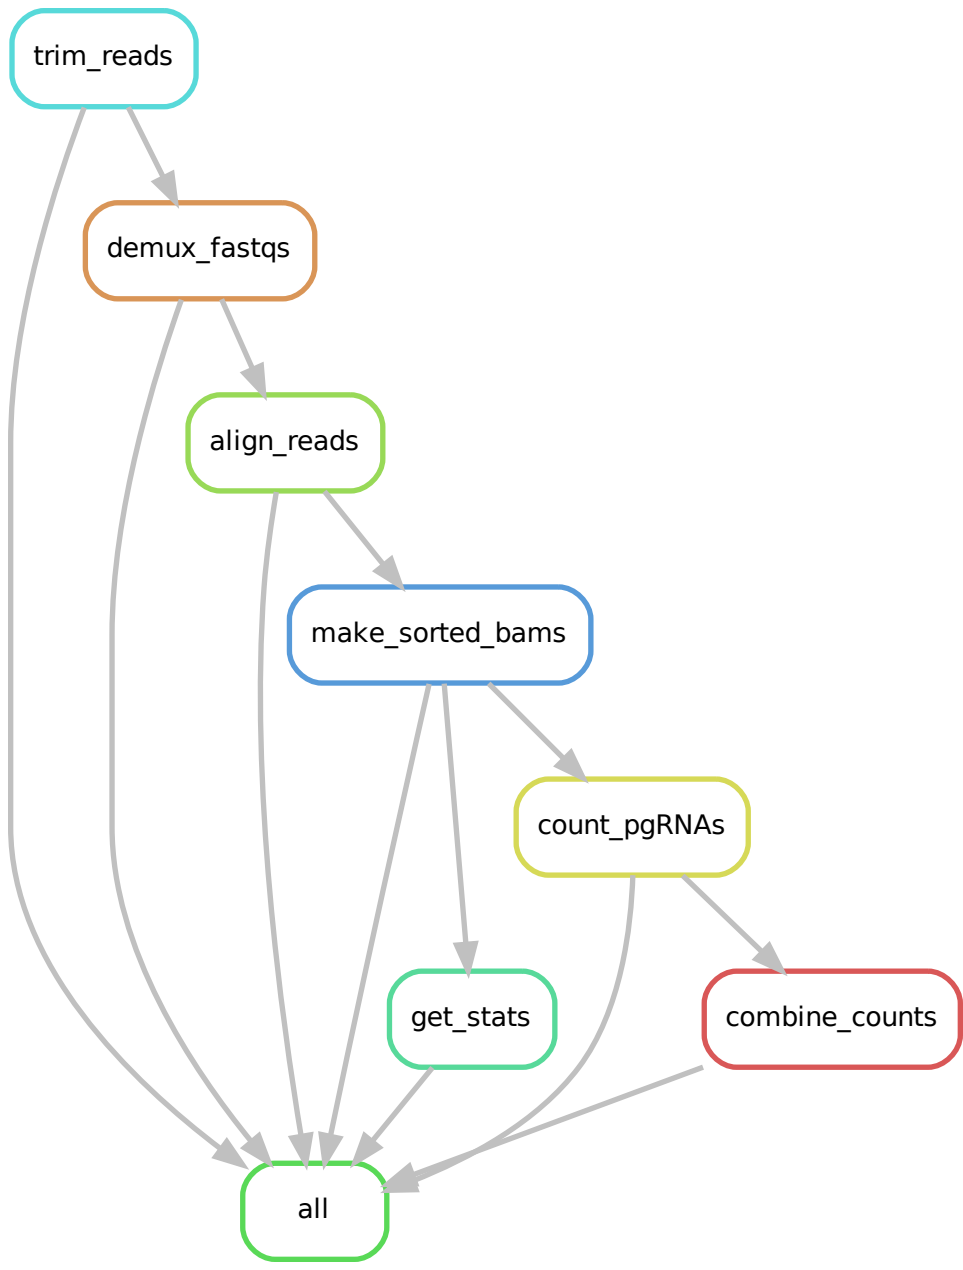 trim_reads
demux_fastqs
align_reads
make_sorted_bams
count_pgRNAs
get_stats
combine_counts
all